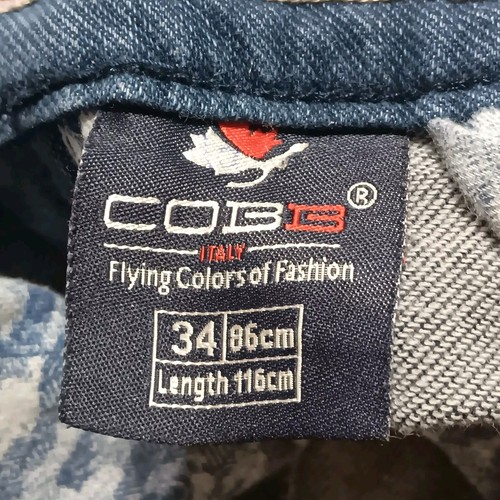 COBB®
ITALY
Flying Colors of Fashion
34 86cm
Length 116cm